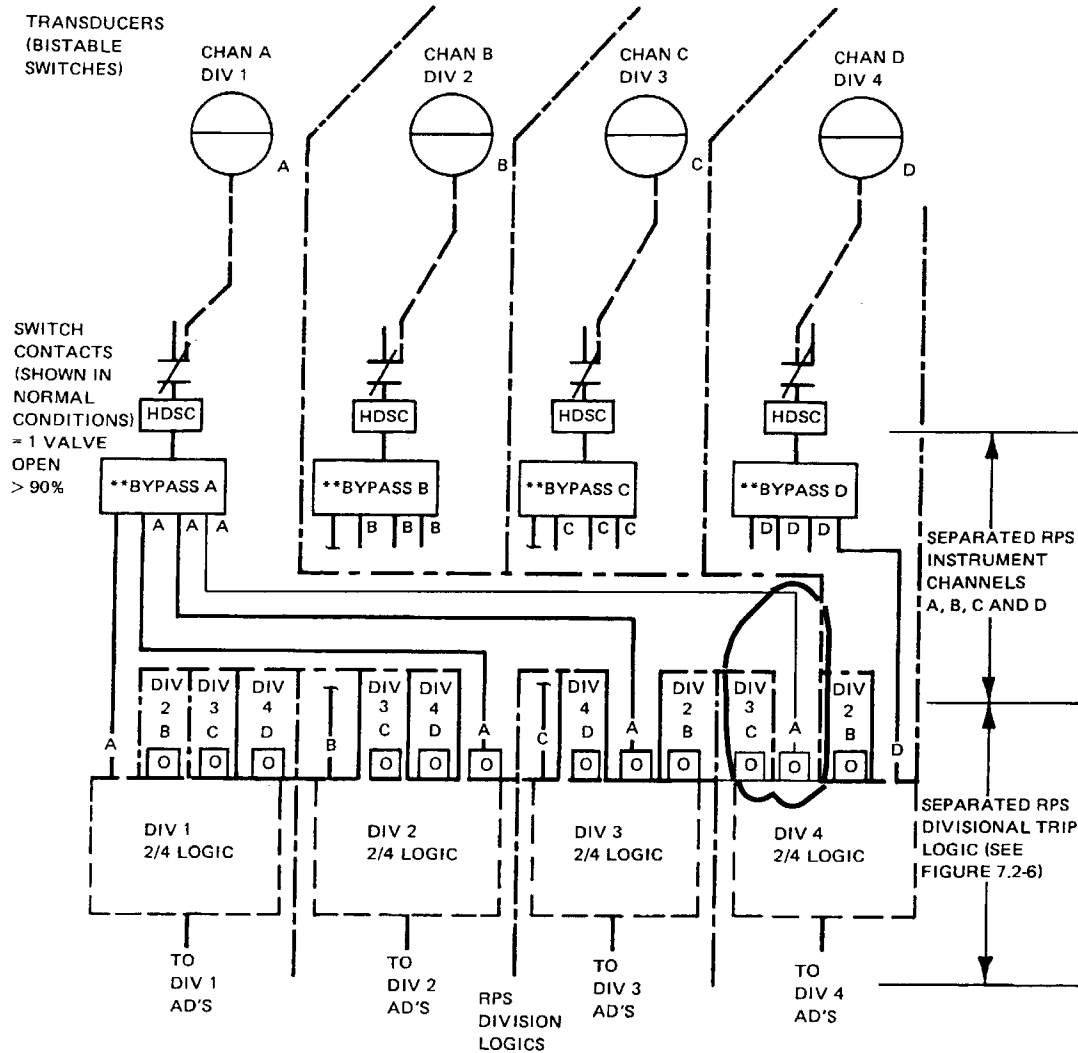 TRANSDUCERS
(BISTABLE
SWITCHES)
CHAN A
DIV 1
CHAN B
DIV 2
CHAN C
DIV 3
CHAN D
DIV 4
A
B
C
D
SWITCH
CONTACTS
(SHOWN IN
NORMAL
CONDITIONS)
= 1 VALVE
OPEN
> 90%
HDSC
HDSC
HDSC
HDSC
**BYPASS A
**BYPASS B
**BYPASS C
**BYPASS D
A A A
B B B
C C C
D D D
SEPARATED RPS
INSTRUMENT
CHANNELS
A, B, C AND D
A
DIV
2
B
O
DIV
3
C
O
DIV
4
D
O
B
DIV
3
C
O
DIV
4
D
O
A
O
C
DIV
4
D
O
A
O
DIV
2
B
O
DIV
3
C
O
A
O
DIV
2
B
O
D
DIV 1
2/4 LOGIC
DIV 2
2/4 LOGIC
DIV 3
2/4 LOGIC
DIV 4
2/4 LOGIC
SEPARATED RPS
DIVISIONAL TRIP
LOGIC (SEE
FIGURE 7.2-6)
TO
DIV 1
AD'S
TO
DIV 2
AD'S
RPS
DIVISION
LOGICS
TO
DIV 3
AD'S
TO
DIV 4
AD'S